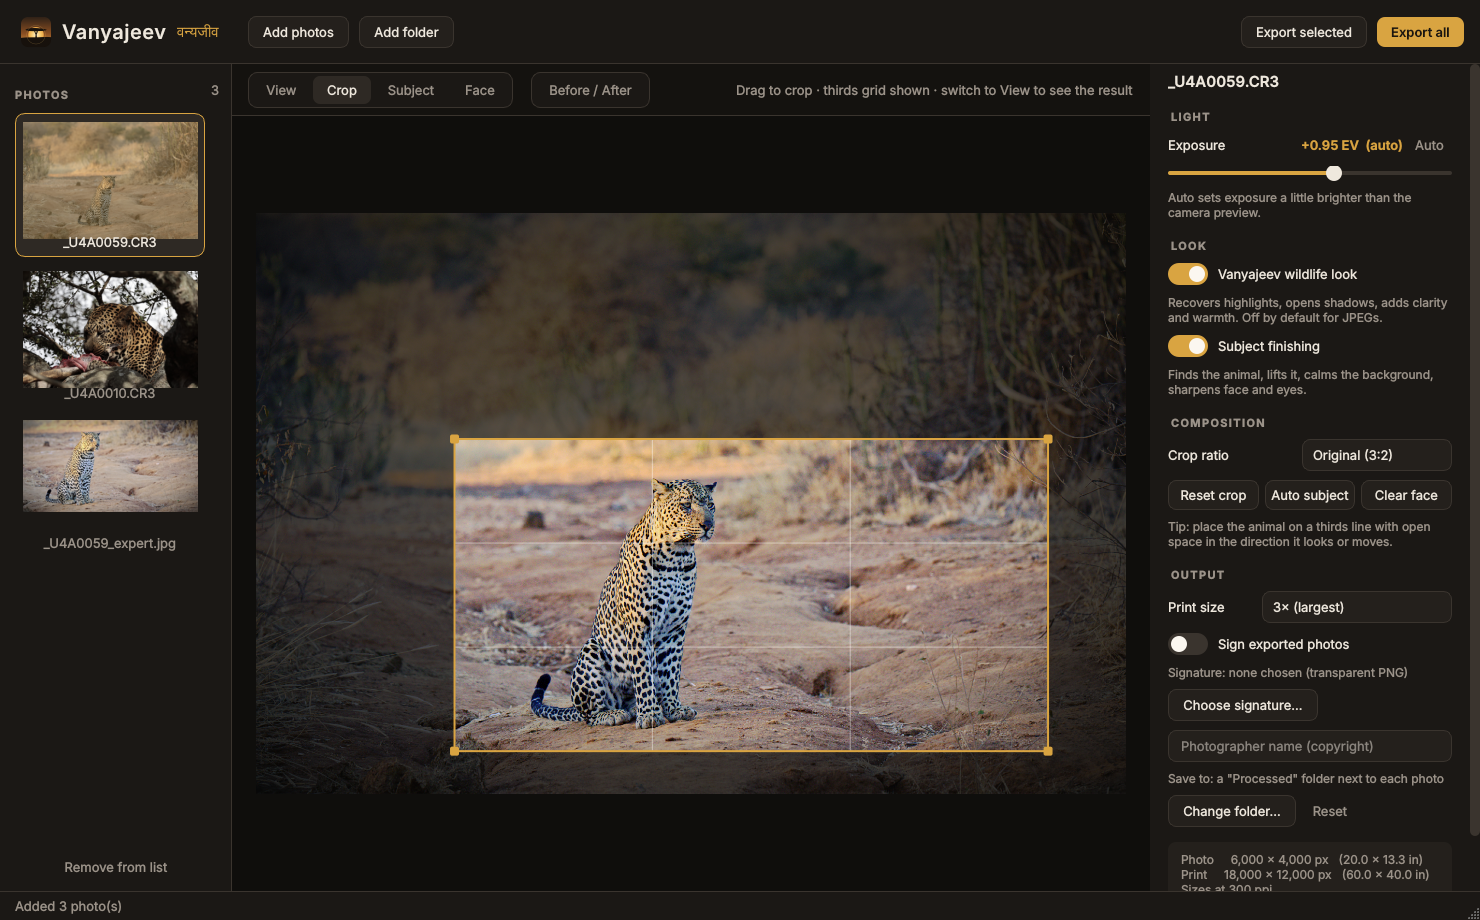 Vanyajeev वन्यजीव
Add photos
Add folder
Export selected
Export all
PHOTOS 3
_U4A0059.CR3
_U4A0010.CR3
_U4A0059_expert.jpg
Remove from list
View
Crop
Subject
Face
Before / After
Drag to crop · thirds grid shown · switch to View to see the result
_U4A0059.CR3
LIGHT
Exposure +0.95 EV (auto) Auto
Auto sets exposure a little brighter than the
camera preview.
LOOK
Vanyajeev wildlife look
Recovers highlights, opens shadows, adds clarity
and warmth. Off by default for JPEGs.
Subject finishing
Finds the animal, lifts it, calms the background,
sharpens face and eyes.
COMPOSITION
Crop ratio Original (3:2)
Reset crop
Auto subject
Clear face
Tip: place the animal on a thirds line with open
space in the direction it looks or moves.
OUTPUT
Print size 3× (largest)
Sign exported photos
Signature: none chosen (transparent PNG)
Choose signature...
Photographer name (copyright)
Save to: a "Processed" folder next to each photo
Change folder...
Reset
Photo 6,000 × 4,000 px (20.0 × 13.3 in)
Print 18,000 × 12,000 px (60.0 × 40.0 in)
Sizes at 300 ppi
Added 3 photo(s)